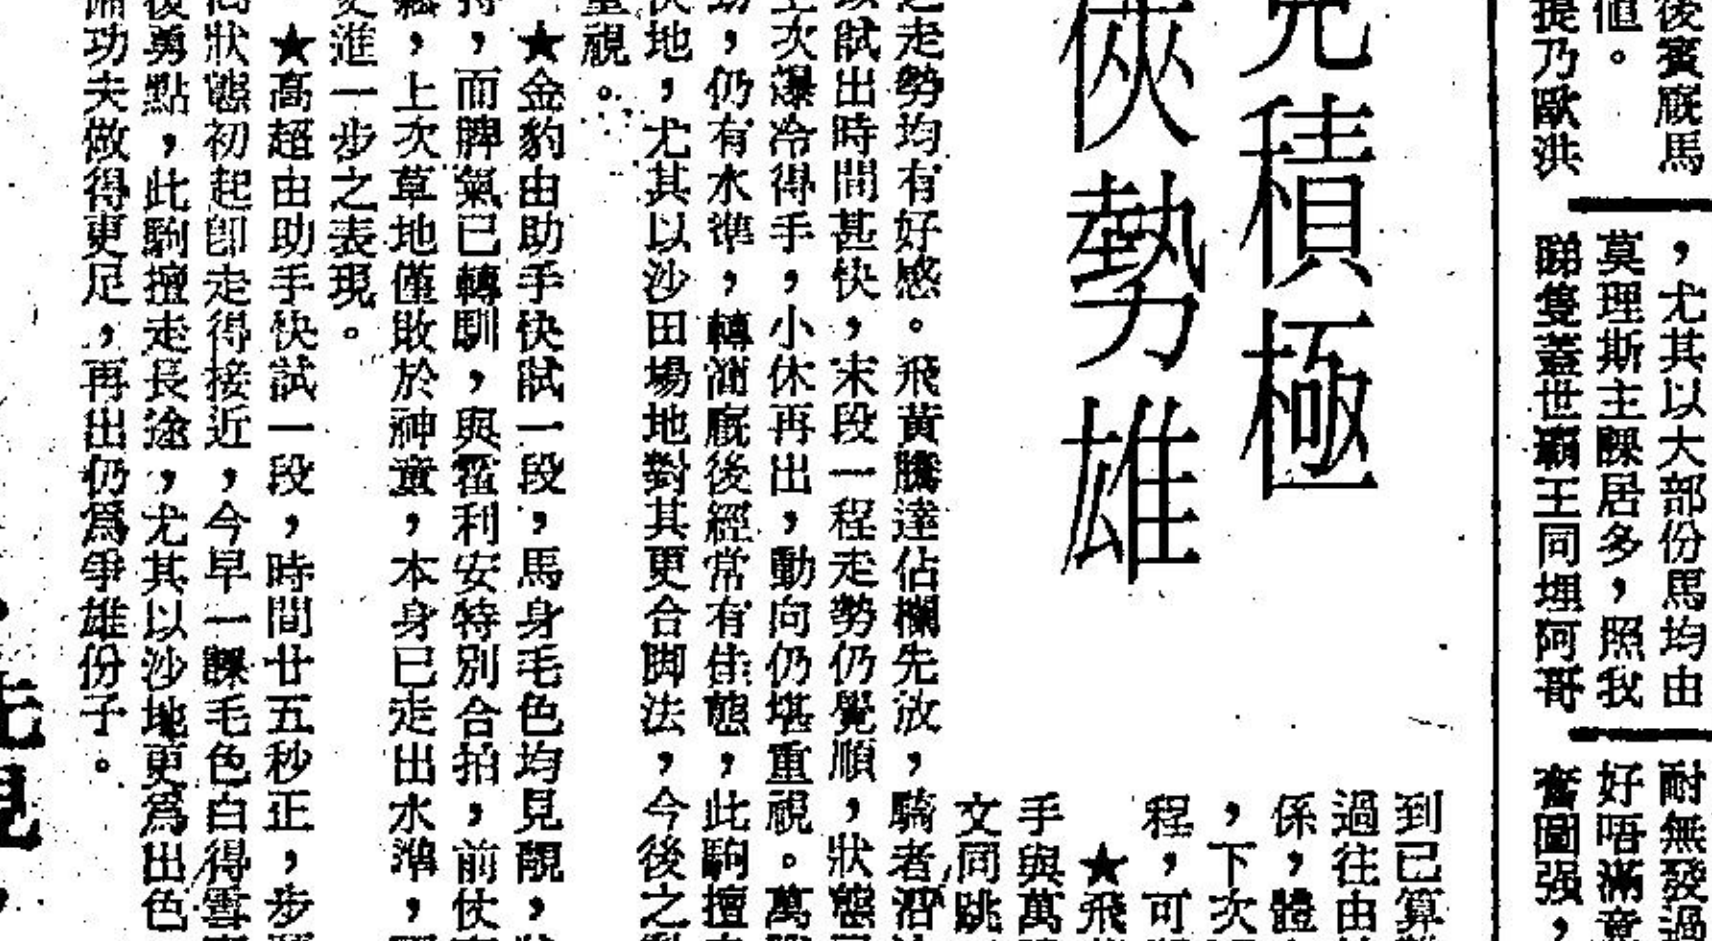 後賓廐馬
值。
提乃歐洪
，尤其以大部份馬均由
莫理斯主課居多，照我
睇隻蓋世霸王同埋阿哥
耐無發過
好唔滿意
奮圖强，
積極
俠勢雄
到已算
過往由
係，體
，下次
程，可
★飛
手與萬
文同跳
走勢均有好感。飛黃騰達佔欄先放，騎者沼
以試出時間甚快，末段一程走勢仍覺順，狀態
上次瀑冷得手，小休再出，動向仍堪重視。萬
，仍有水準，轉廐後經常有佳態，此駒擅
快地，尤其以沙田場地對其更合脚法，今後之
重視。
★金豹由助手快試一段，馬身毛色均見靚，
持，而脾氣已轉馴，與霍利安特別合拍，前仗
，上次草地僅敗於神童，本身已走出水準，
更進一步之表現。
★高超由助手快試一段，時間廿五秒正，步
狀態初起卽走得接近，今早一課毛色白得雪
後勇點，此駒擅走長途，尤其以沙地更爲出色
備功夫做得更足，再出仍爲爭雄份子。